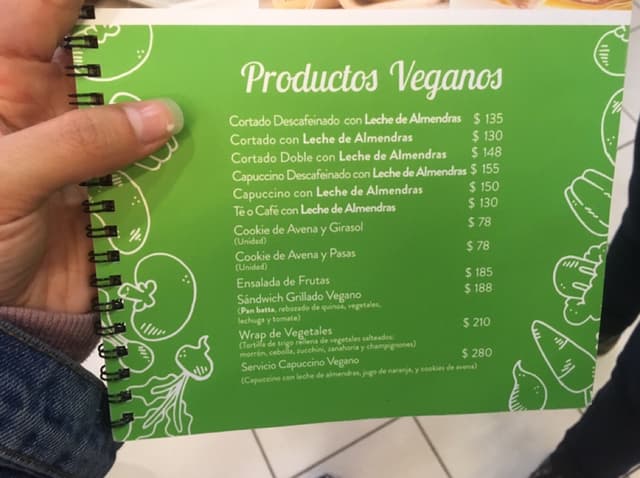 Productos Veganos
Cortado Descafeinado con Leche de Almendras $ 135
Cortado con Leche de Almendras $ 130
Cortado Doble con Leche de Almendras $ 148
Capuccino Descafeinado con Leche de Almendras $ 155
Capuccino con Leche de Almendras $ 150
Té o Café con Leche de Almendras $ 130
Cookie de Avena y Girasol $ 78
(Unidad)
Cookie de Avena y Pasas $ 78
(Unidad)
Ensalada de Frutas $ 185
Sándwich Grillado Vegano $ 188
(Pan batta, rebozado de quinoa, vegetales,
lechuga y tomate)
Wrap de Vegetales $ 210
(Tortilla de trigo rellena de vegetales salteados:
morrón, cebolla, zucchini, zanahoria y champignones)
Servicio Capuccino Vegano $ 280
(Capuccino con leche de almendras, jugo de naranja, y cookies de avena)